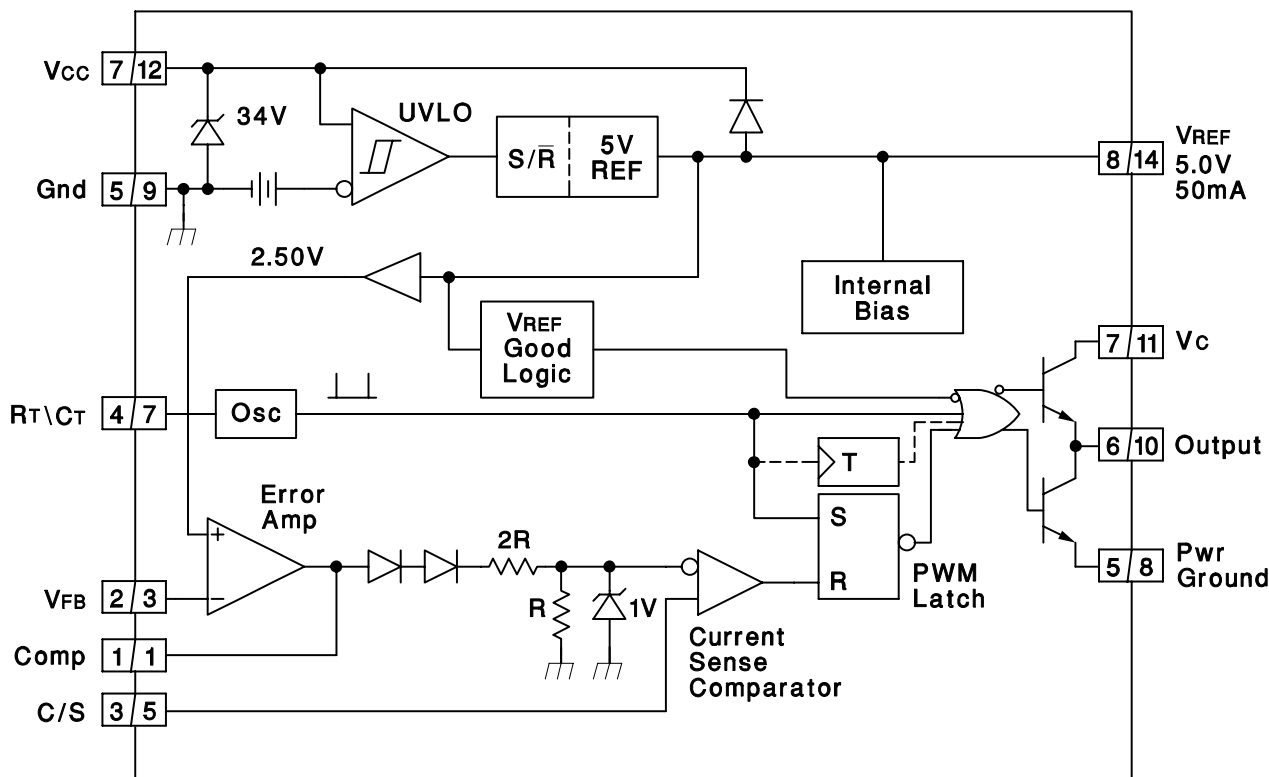 Vcc 7/12
34V
UVLO
S/R̅
5V
REF
8/14
VREF
5.0V
50mA
Gnd 5/9
2.50V
Internal
Bias
VREF
Good
Logic
7/11 Vc
RT\CT 4/7
Osc
T
6/10 Output
Error
Amp
+
−
S
R
PWM
Latch
2R
R
1V
5/8
Pwr
Ground
VFB 2/3
Comp 1/1
Current
Sense
Comparator
C/S 3/5